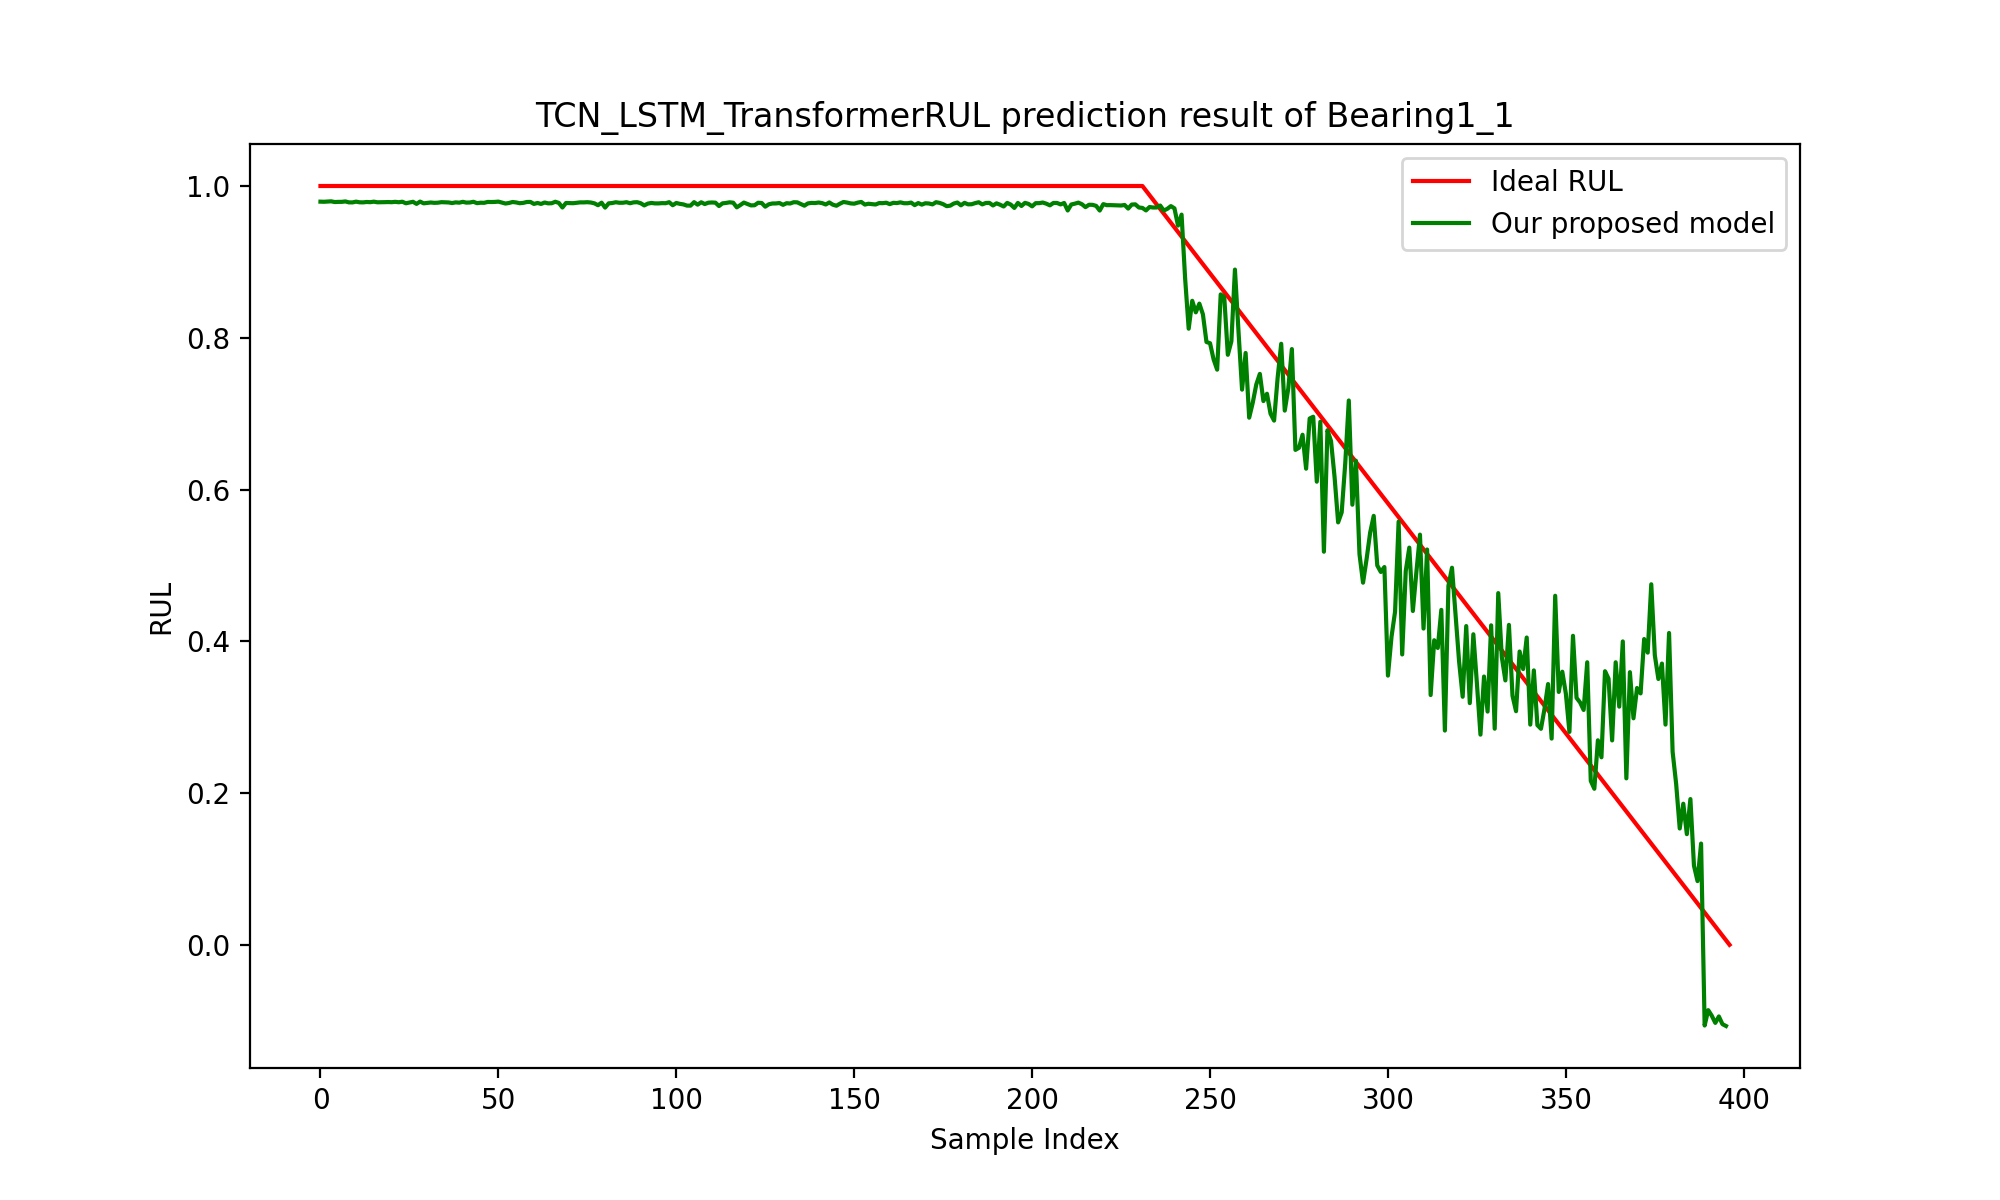 TCN_LSTM_TransformerRUL prediction result of Bearing1_1
Ideal RUL
Our proposed model
1.0
0.8
0.6
0.4
0.2
0.0
RUL
0 50 100 150 200 250 300 350 400
Sample Index